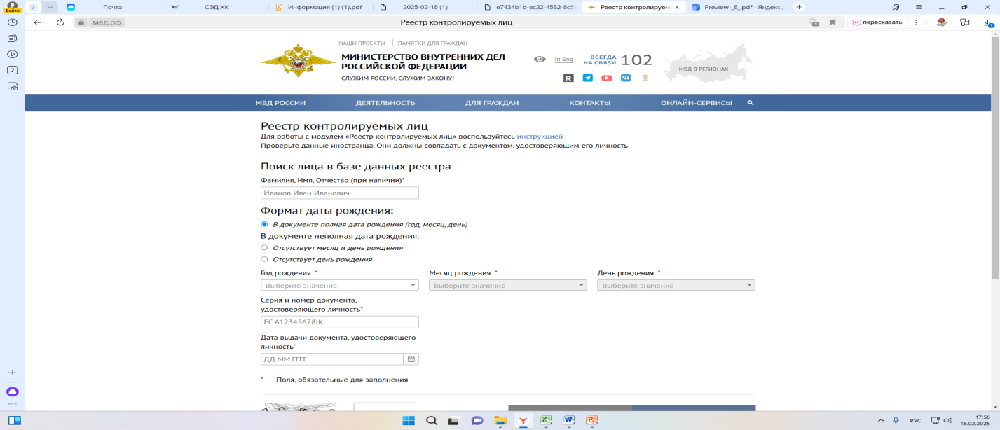 Войти
7
Почта
СЭД ХК
Информация (1) (1).pdf
2025-02-18 (1)
e7434b1b-ec22-4582-8c5c
Реестр контролируем
Preview-_8_.pdf - Яндекс
мвд.рф
Реестр контролируемых лиц
1
пересказать
1
7
НАШИ ПРОЕКТЫ
ПАМЯТКИ ДЛЯ ГРАЖДАН
МИНИСТЕРСТВО ВНУТРЕННИХ ДЕЛ
РОССИЙСКОЙ ФЕДЕРАЦИИ
СЛУЖИМ РОССИИ, СЛУЖИМ ЗАКОНУ!
In Eng
ВСЕГДА
НА СВЯЗИ
102
МВД В РЕГИОНАХ
МВД РОССИИ
ДЕЯТЕЛЬНОСТЬ
ДЛЯ ГРАЖДАН
КОНТАКТЫ
ОНЛАЙН-СЕРВИСЫ
Реестр контролируемых лиц
Для работы с модулем «Реестр контролируемых лиц» воспользуйтесь инструкцией
Проверьте данные иностранца. Они должны совпадать с документом, удостоверяющим его личность
Поиск лица в базе данных реестра
Фамилия, Имя, Отчество (при наличии)*
Иванов Иван Иванович
Формат даты рождения:
В документе полная дата рождения (год, месяц, день)
В документе неполная дата рождения:
Отсутствует месяц и день рождения
Отсутствует день рождения
Год рождения: *
Месяц рождения: *
День рождения: *
Выберите значение
Выберите значение
Выберите значение
Серия и номер документа,
удостоверяющего личность*
FC A12345678JK
Дата выдачи документа, удостоверяющего
личность*
ДД.ММ.ГГГГ
* — Поля, обязательные для заполнения
РУС
17:56
18.02.2025